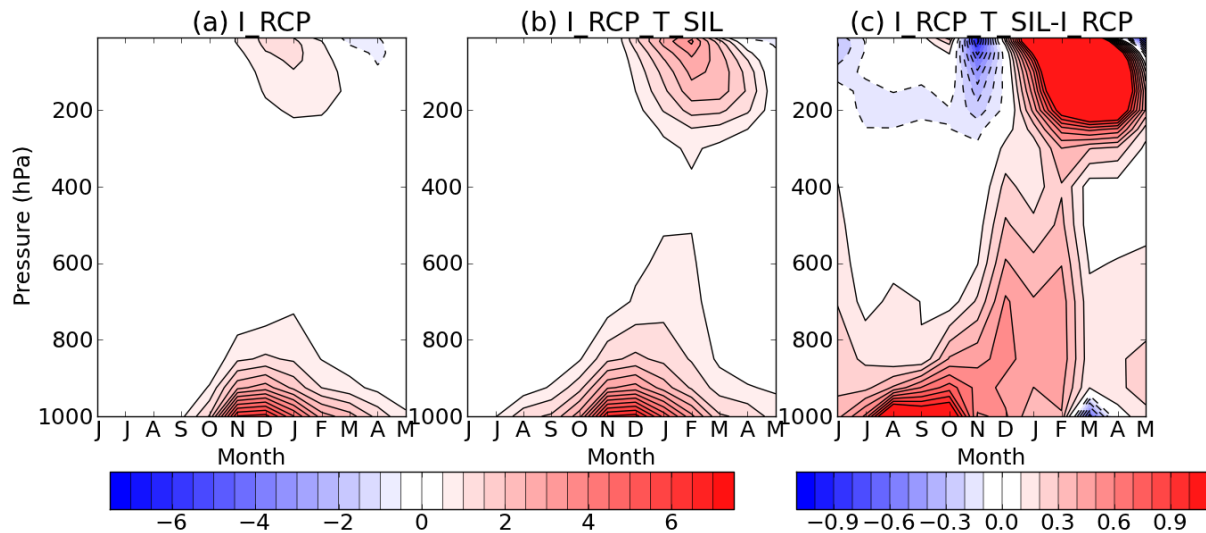 (a) I_RCP
(b) I_RCP_T_SIL
(c) I_RCP_T_SIL-I_RCP
Pressure (hPa)
200
400
600
800
1000
J J A S O N D J F M A M
Month
200
400
600
800
1000
J J A S O N D J F M A M
Month
200
400
600
800
1000
J J A S O N D J F M A M
Month
−6 −4 −2 0 2 4 6
−0.9 −0.3 0.0 0.3 0.6 0.9